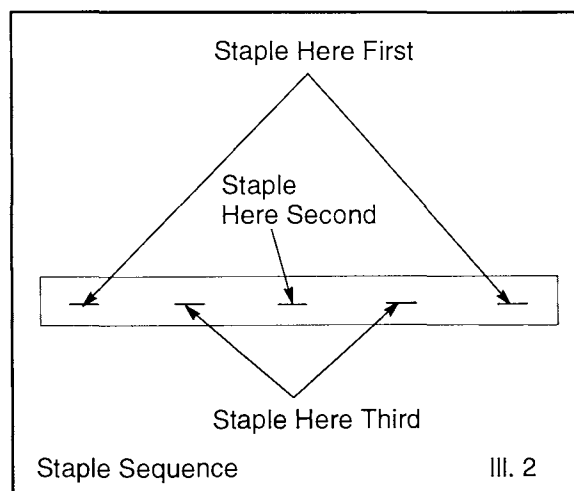 Staple Here First
Staple
Here Second
Staple Here Third
Staple Sequence
Ill. 2